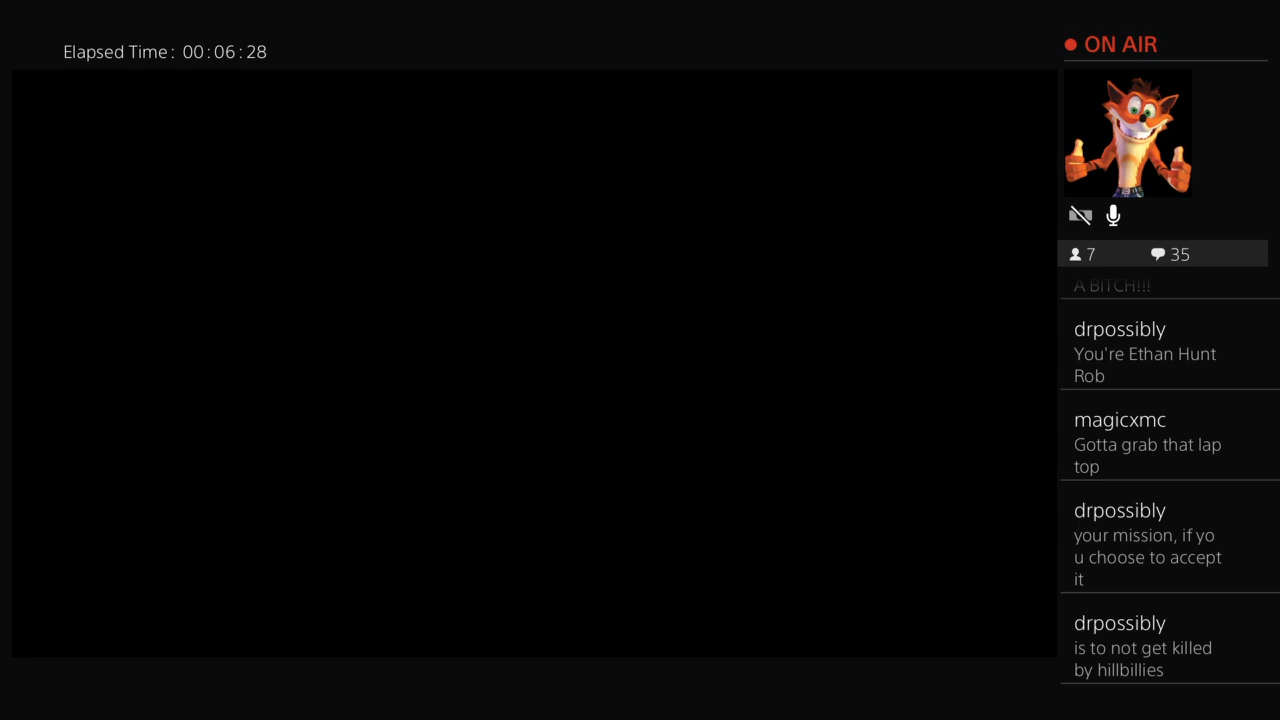 Elapsed Time: 00:06:28
ON AIR
7 35
A BITCH!!!
drpossibly
You're Ethan Hunt
Rob
magicxmc
Gotta grab that lap
top
drpossibly
your mission, if yo
u choose to accept
it
drpossibly
is to not get killed
by hillbillies